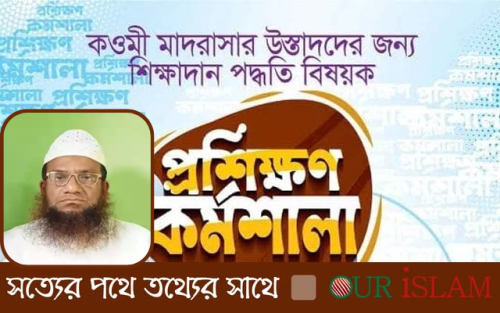 কওমী মাদরাসার উস্তাদদের জন্য
শিক্ষাদান পদ্ধতি বিষয়ক
প্রশিক্ষণ
কর্মশালা
সত্যের পথে তথ্যের সাথে OUR iSLAM